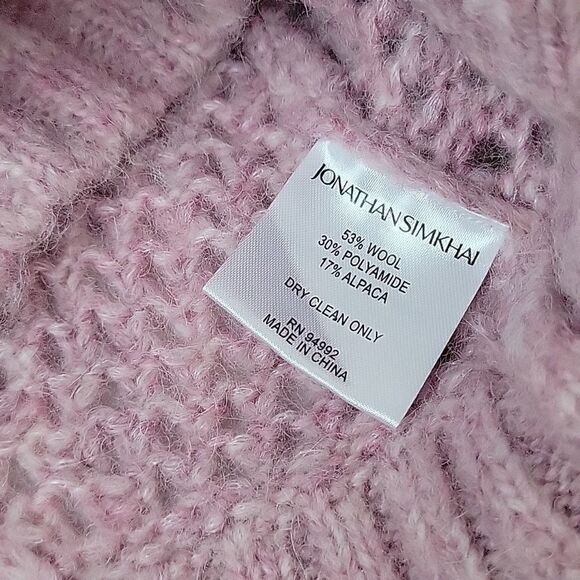 JONATHAN SIMKHAI
53% WOOL
30% POLYAMIDE
17% ALPACA
DRY CLEAN ONLY
RN 94992
MADE IN CHINA